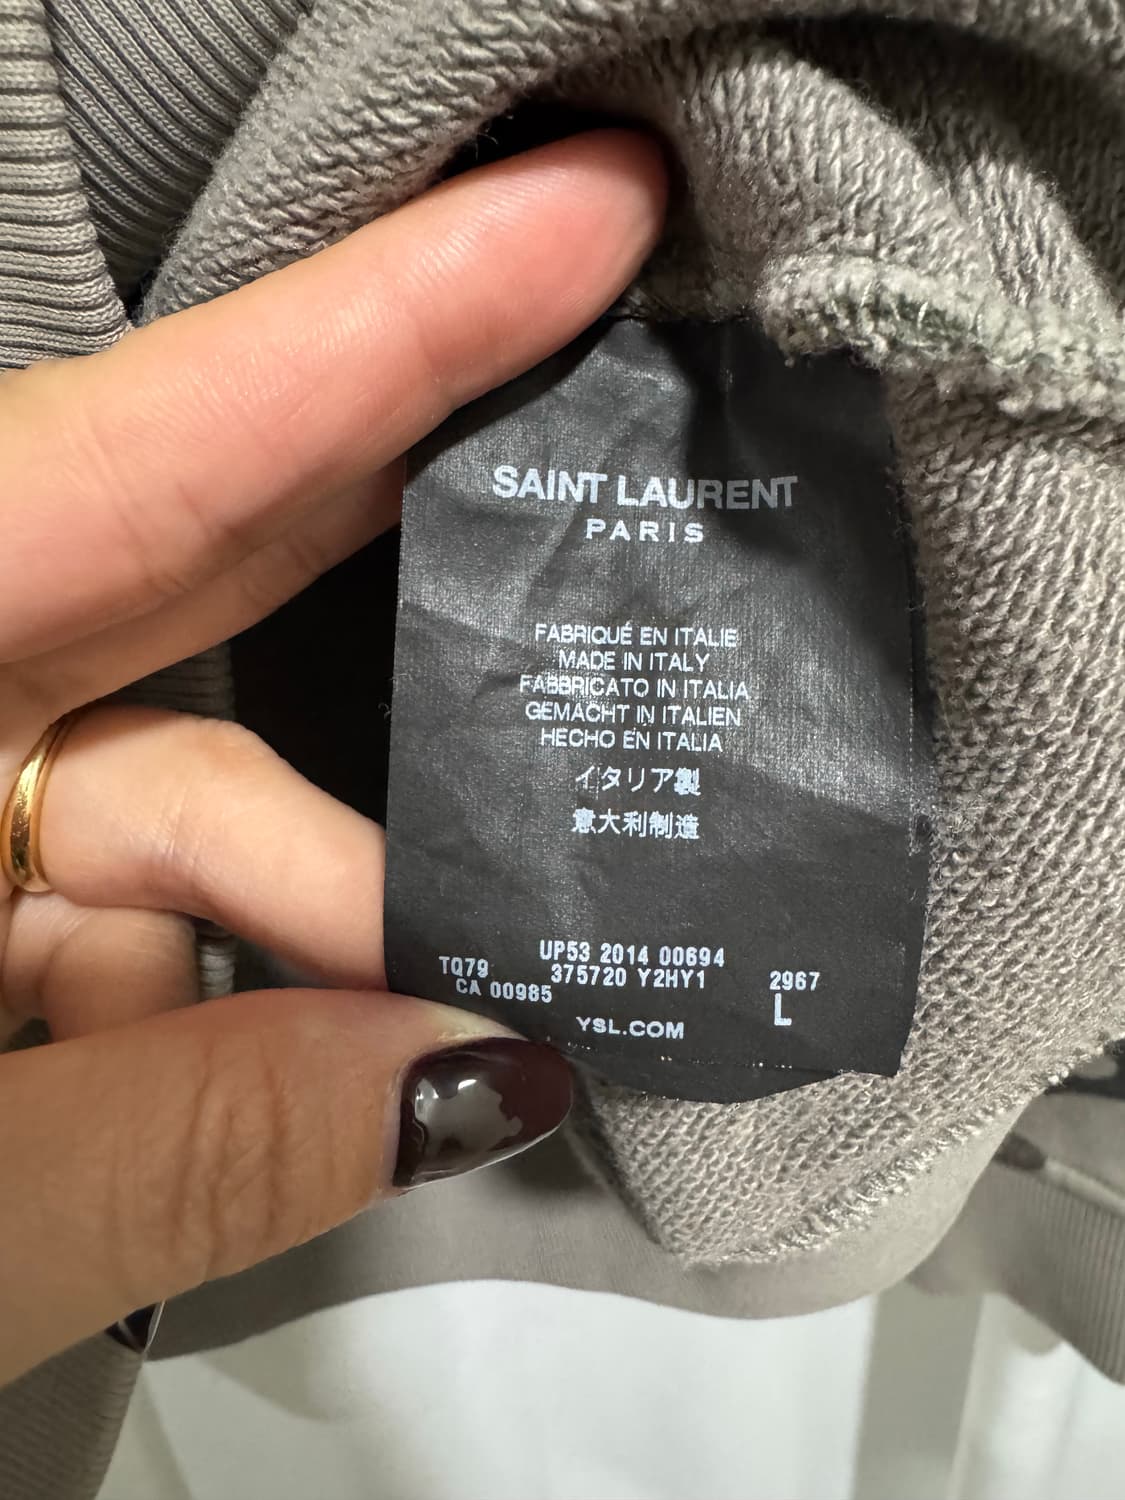 SAINT LAURENT
PARIS
FABRIQUÉ EN ITALIE
MADE IN ITALY
FABBRICATO IN ITALIA
GEMACHT IN ITALIEN
HECHO EN ITALIA
イタリア製
意大利制造
UP53 2014 00694
TQ79 375720 Y2HY1 2967
CA 00985 L
YSL.COM